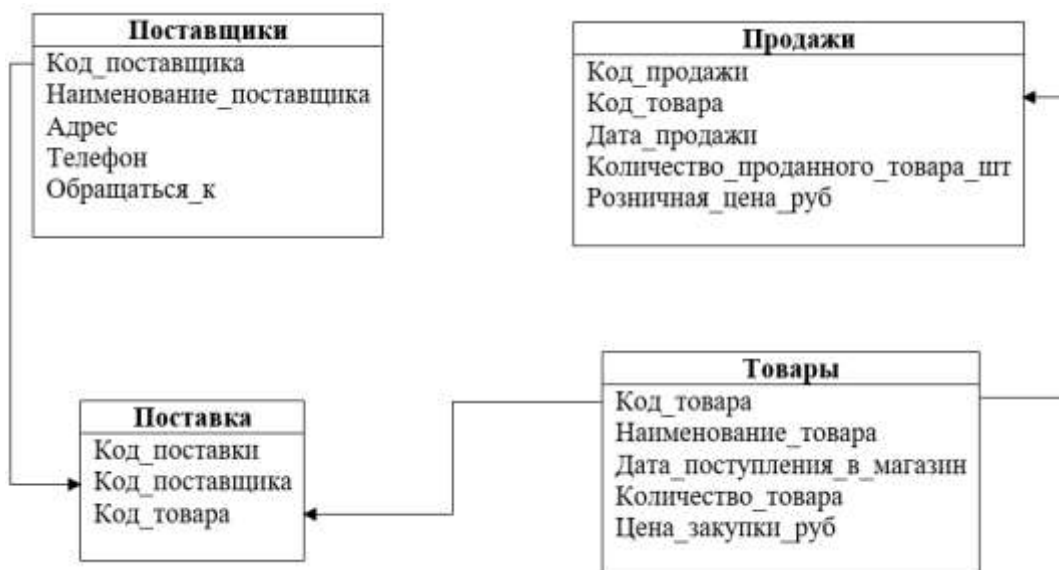 Поставщики
Код_поставщика
Наименование_поставщика
Адрес
Телефон
Обращаться_к
Продажи
Код_продажи
Код_товара
Дата_продажи
Количество_проданного_товара_шт
Розничная_цена_руб
Поставка
Код_поставки
Код_поставщика
Код_товара
Товары
Код_товара
Наименование_товара
Дата_поступления_в_магазин
Количество_товара
Цена_закупки_руб